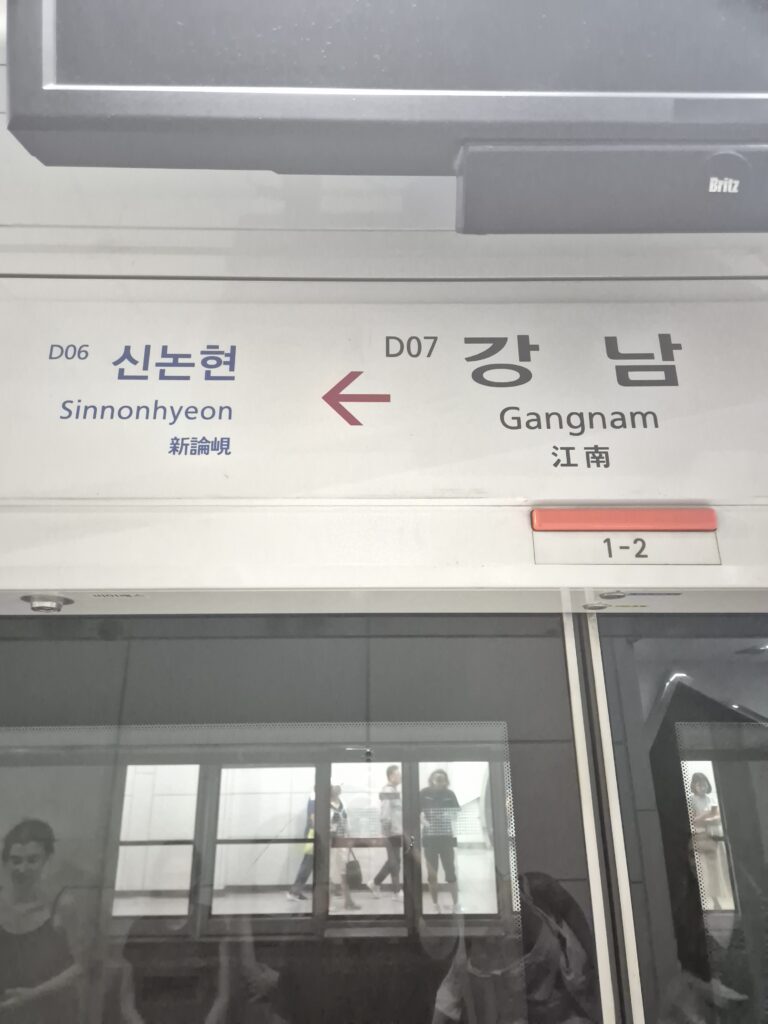 Britz
D06 신논현
Sinnonhyeon
新論峴
←
D07 강 남
Gangnam
江南
1-2